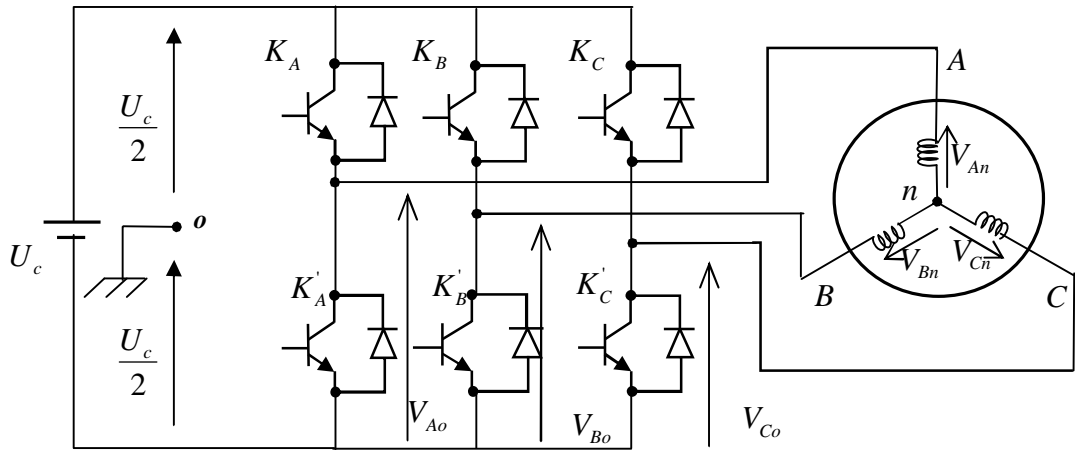 K_A
K_B
K_C
A
U_c
2
o
V_An
n
U_c
V_Bn
V_Cn
B
C
K'_A
K'_B
K'_C
U_c
2
V_Ao
V_Bo
V_Co